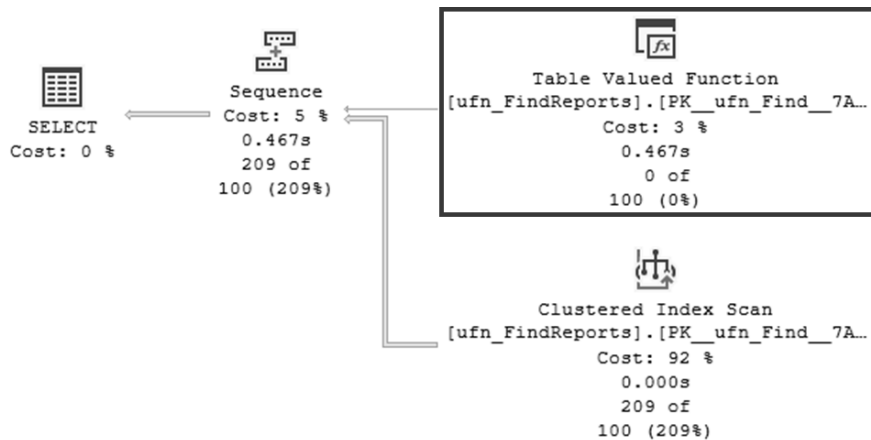 SELECT
Cost: 0 %
Sequence
Cost: 5 %
0.467s
209 of
100 (209%)
fx
Table Valued Function
[ufn_FindReports].[PK__ufn_Find__7A…
Cost: 3 %
0.467s
0 of
100 (0%)
Clustered Index Scan
[ufn_FindReports].[PK__ufn_Find__7A…
Cost: 92 %
0.000s
209 of
100 (209%)